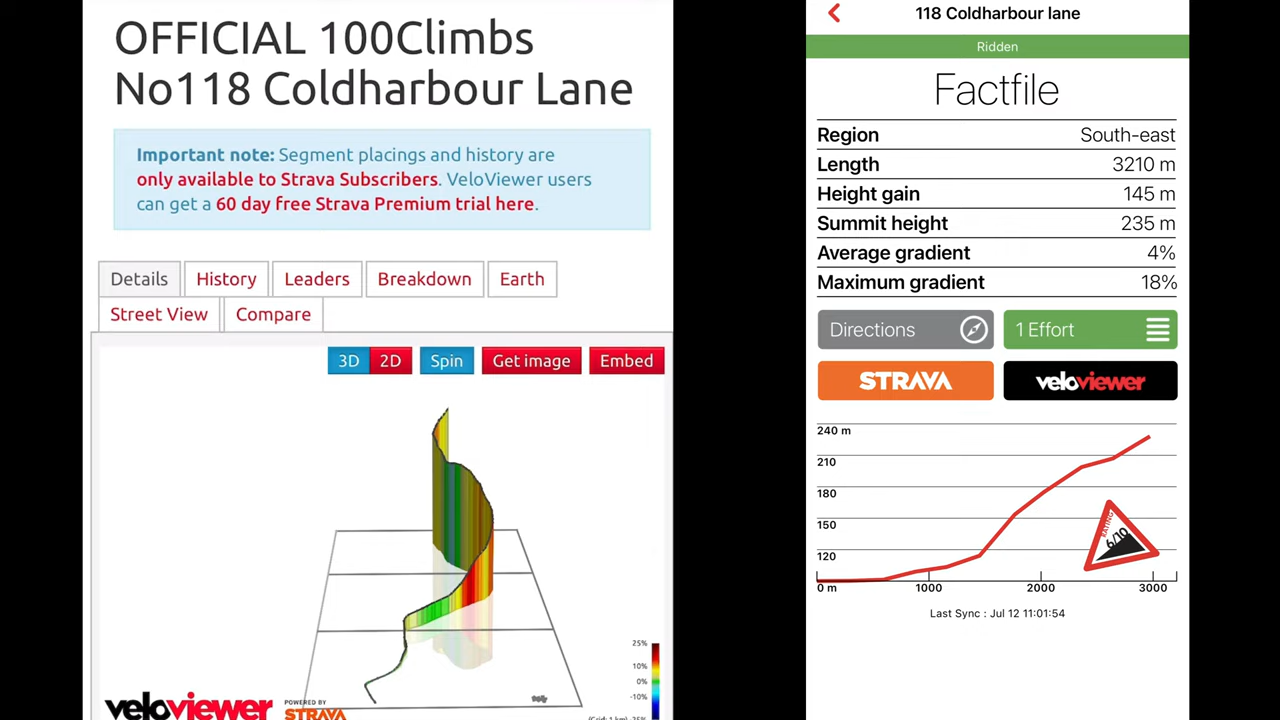 OFFICIAL 100Climbs
No118 Coldharbour Lane
Important note: Segment placings and history are
only available to Strava Subscribers. VeloViewer users
can get a 60 day free Strava Premium trial here.
Details
History
Leaders
Breakdown
Earth
Street View
Compare
3D
2D
Spin
Get image
Embed
25%
10%
0%
-10%
veloviewer
POWERED BY
STRAVA
118 Coldharbour lane
Ridden
Factfile
Region South-east
Length 3210 m
Height gain 145 m
Summit height 235 m
Average gradient 4%
Maximum gradient 18%
Directions
1 Effort
STRAVA
veloviewer
240 m
210
180
150
120
RATING
6/10
0 m 1000 2000 3000
Last Sync : Jul 12 11:01:54